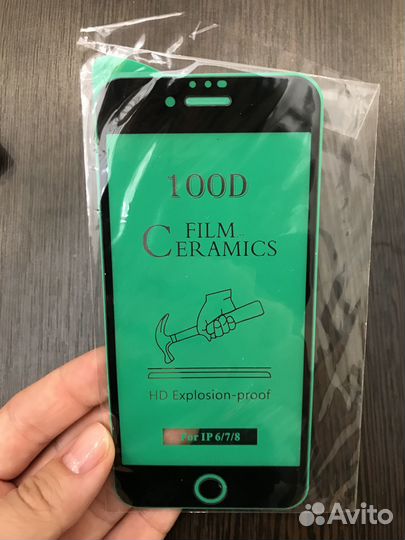 100D
FILM
CERAMICS
HD Explosion-proof
For IP 6/7/8
Avito